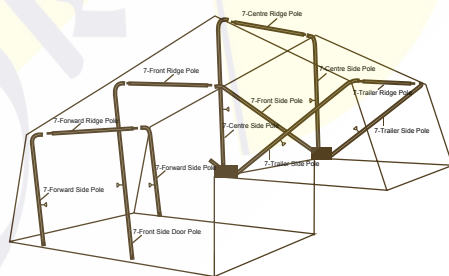 7-Centre Ridge Pole
7-Front Ridge Pole
7-Centre Side Pole
7-Trailer Ridge Pole
7-Front Side Pole
7-Forward Ridge Pole
7-Centre Side Pole
7-Trailer Side Pole
7-Trailer Side Pole
7-Forward Side Pole
7-Forward Side Pole
7-Front Side Door Pole